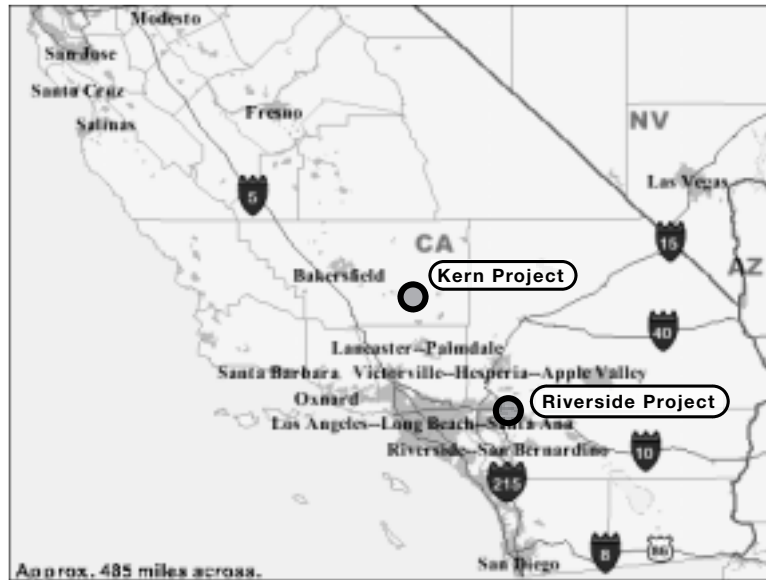 Modesto
San Jose
Santa Cruz
Salinas
Fresno
NV
Las Vegas
5
CA
15
AZ
Bakersfield
Kern Project
40
Lancaster--Palmdale
Santa Barbara
Victorville--Hesperia--Apple Valley
Oxnard
Riverside Project
Los Angeles--Long Beach--Santa Ana
Riverside--San Bernardino
10
215
8
86
San Diego
Approx. 485 miles across.